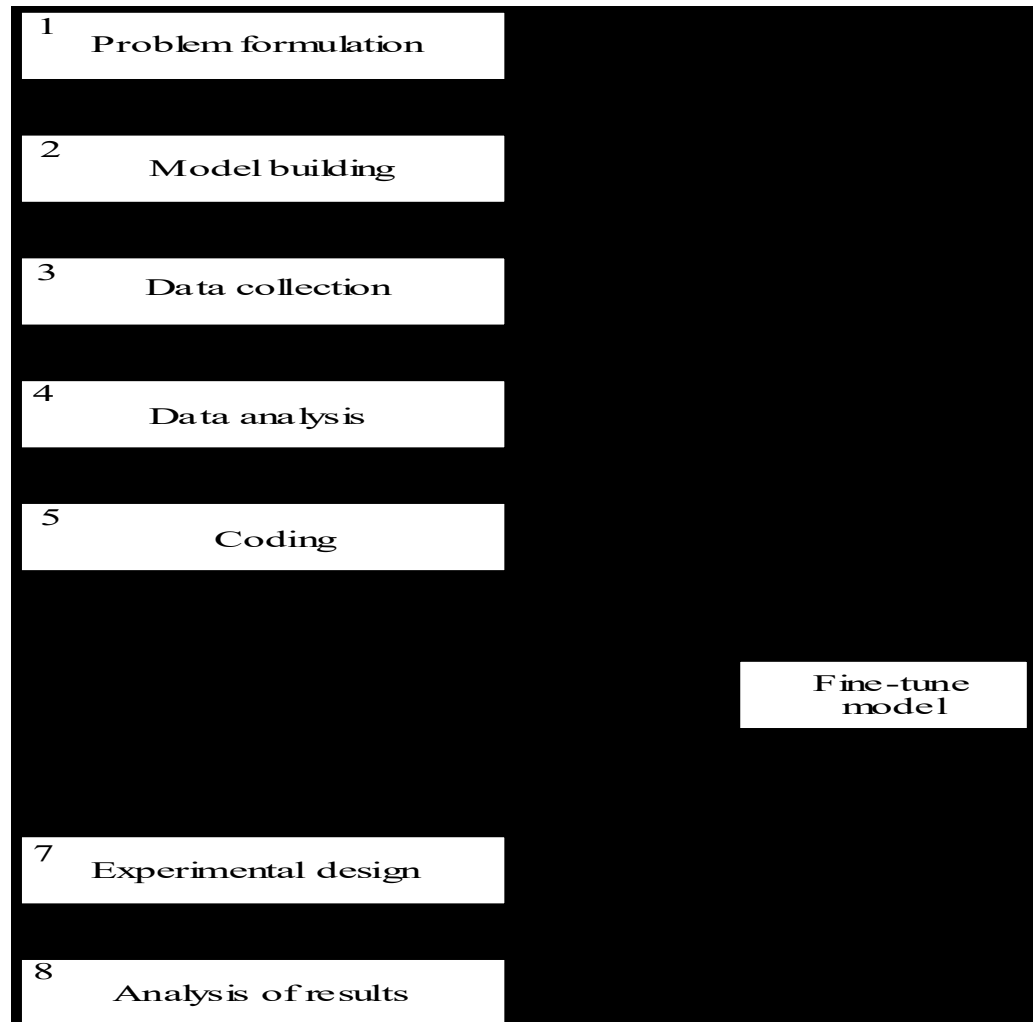 1
Problem formulation
2
Model building
3
Data collection
4
Data analysis
5
Coding
Fine-tune
model
7
Experimental design
8
Analysis of results